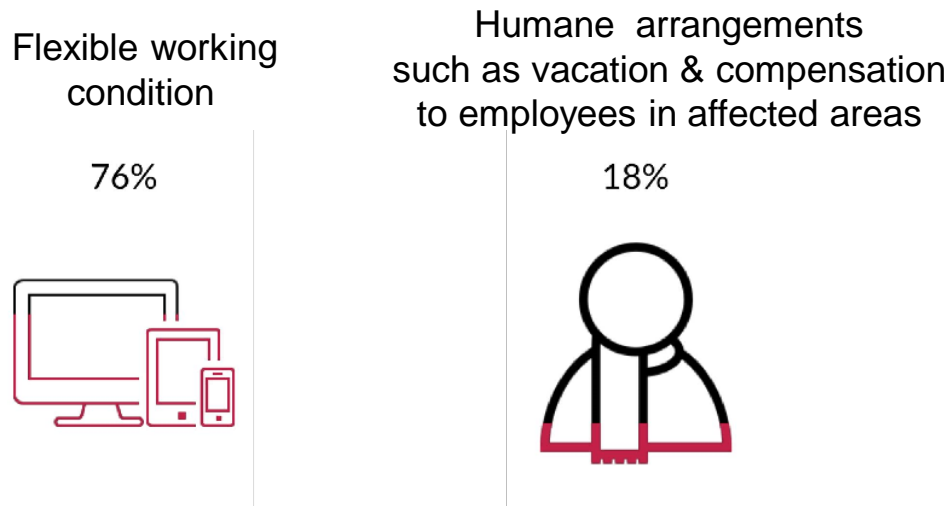 Flexible working
condition
76%
Humane arrangements
such as vacation & compensation
to employees in affected areas
18%